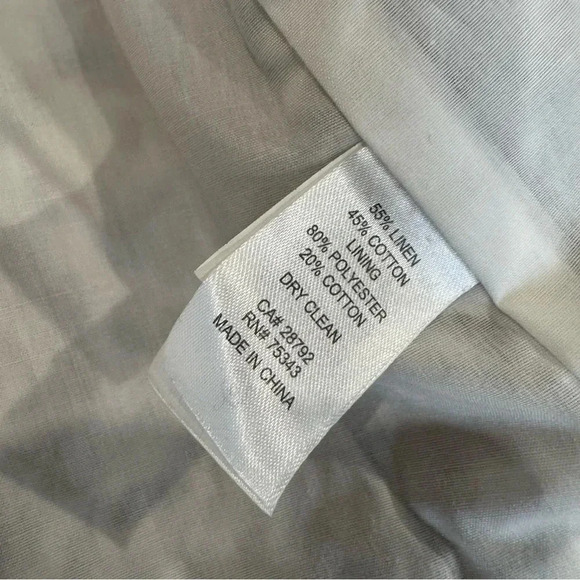 55% LINEN
45% COTTON
LINING
80% POLYESTER
20% COTTON
DRY CLEAN
CA# 28792
RN# 75343
MADE IN CHINA